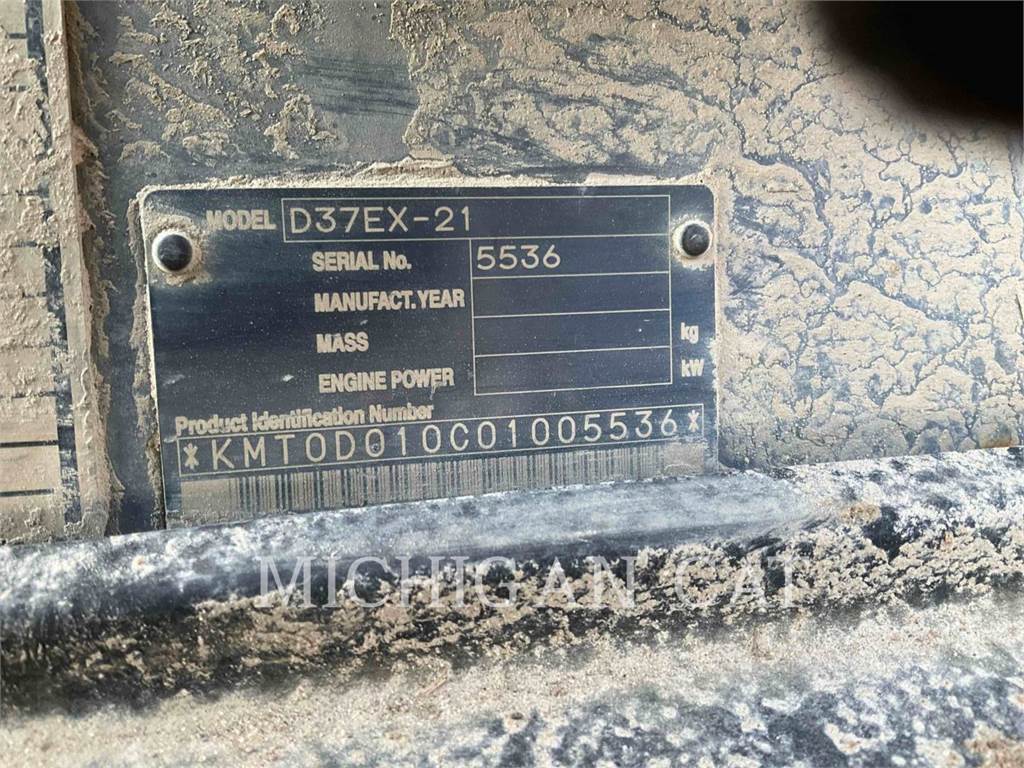 MODEL D37EX-21
SERIAL No. 5536
MANUFACT. YEAR
MASS kg
ENGINE POWER kW
Product Identification Number
*KMT0D010C01005536*
MICHIGAN CAT